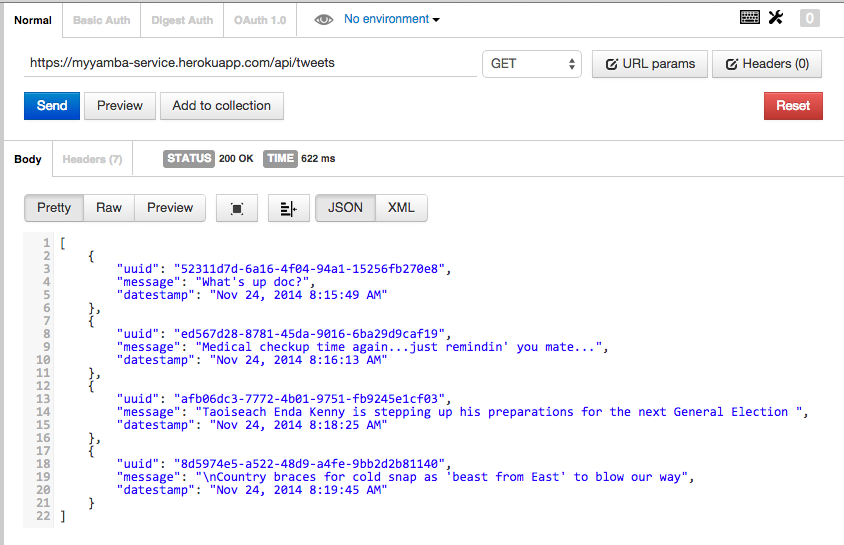 Normal Basic Auth Digest Auth OAuth 1.0 No environment 0
https://myyamba-service.herokuapp.com/api/tweets GET URL params Headers (0)
Send Preview Add to collection Reset
Body Headers (7) STATUS 200 OK TIME 622 ms
Pretty Raw Preview JSON XML
1 [
2 {
3 "uuid": "52311d7d-6a16-4f04-94a1-15256fb270e8",
4 "message": "What's up doc?",
5 "datestamp": "Nov 24, 2014 8:15:49 AM"
6 },
7 {
8 "uuid": "ed567d28-8781-45da-9016-6ba29d9caf19",
9 "message": "Medical checkup time again...just remindin' you mate...",
10 "datestamp": "Nov 24, 2014 8:16:13 AM"
11 },
12 {
13 "uuid": "afb06dc3-7772-4b01-9751-fb9245e1cf03",
14 "message": "Taoiseach Enda Kenny is stepping up his preparations for the next General Election ",
15 "datestamp": "Nov 24, 2014 8:18:25 AM"
16 },
17 {
18 "uuid": "8d5974e5-a522-48d9-a4fe-9bb2d2b81140",
19 "message": "\nCountry braces for cold snap as 'beast from East' to blow our way",
20 "datestamp": "Nov 24, 2014 8:19:45 AM"
21 }
22 ]